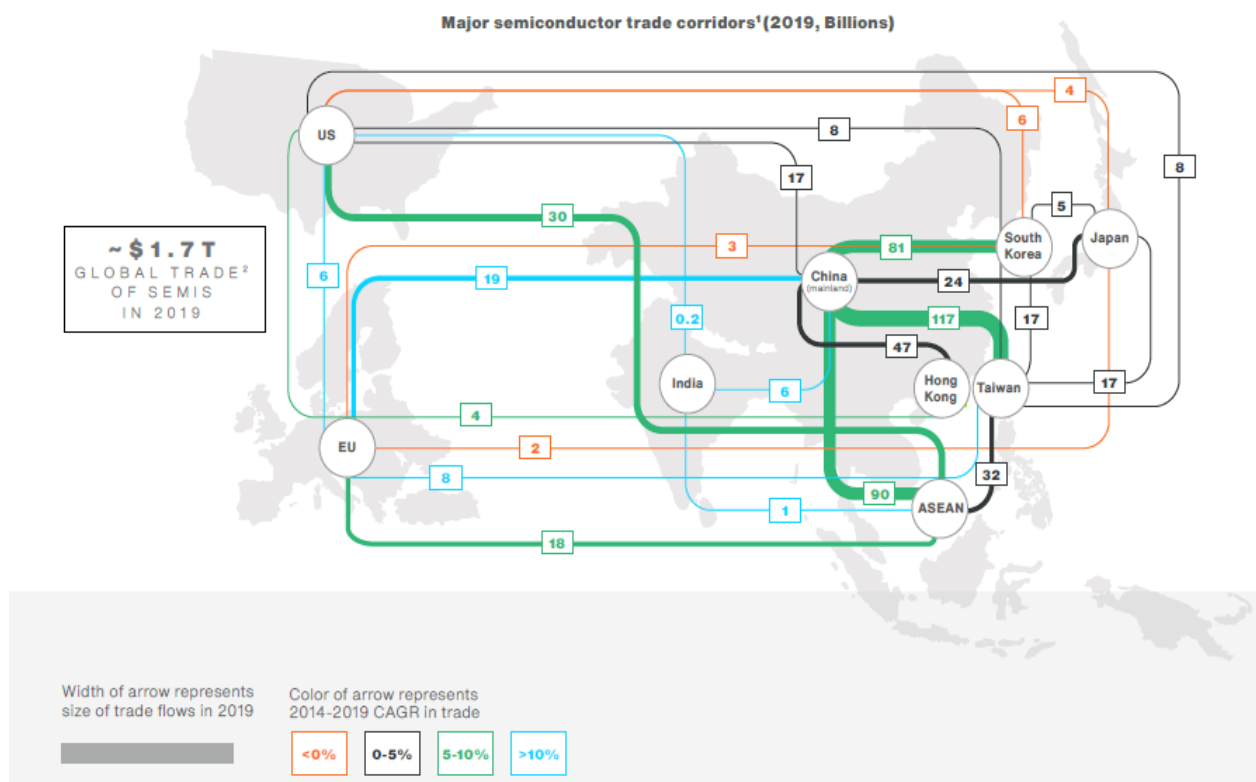 Major semiconductor trade corridors¹(2019, Billions)
4
US
6
8
8
17
30
5
South
Korea
Japan
~$1.7T
GLOBAL TRADE²
OF SEMIS
IN 2019
3
81
6
19
China
(mainland)
24
0.2
117
17
47
India
6
Hong
Kong
Taiwan
17
4
EU
2
8
32
90
ASEAN
1
18
Width of arrow represents
size of trade flows in 2019
Color of arrow represents
2014-2019 CAGR in trade
<0%
0-5%
5-10%
>10%